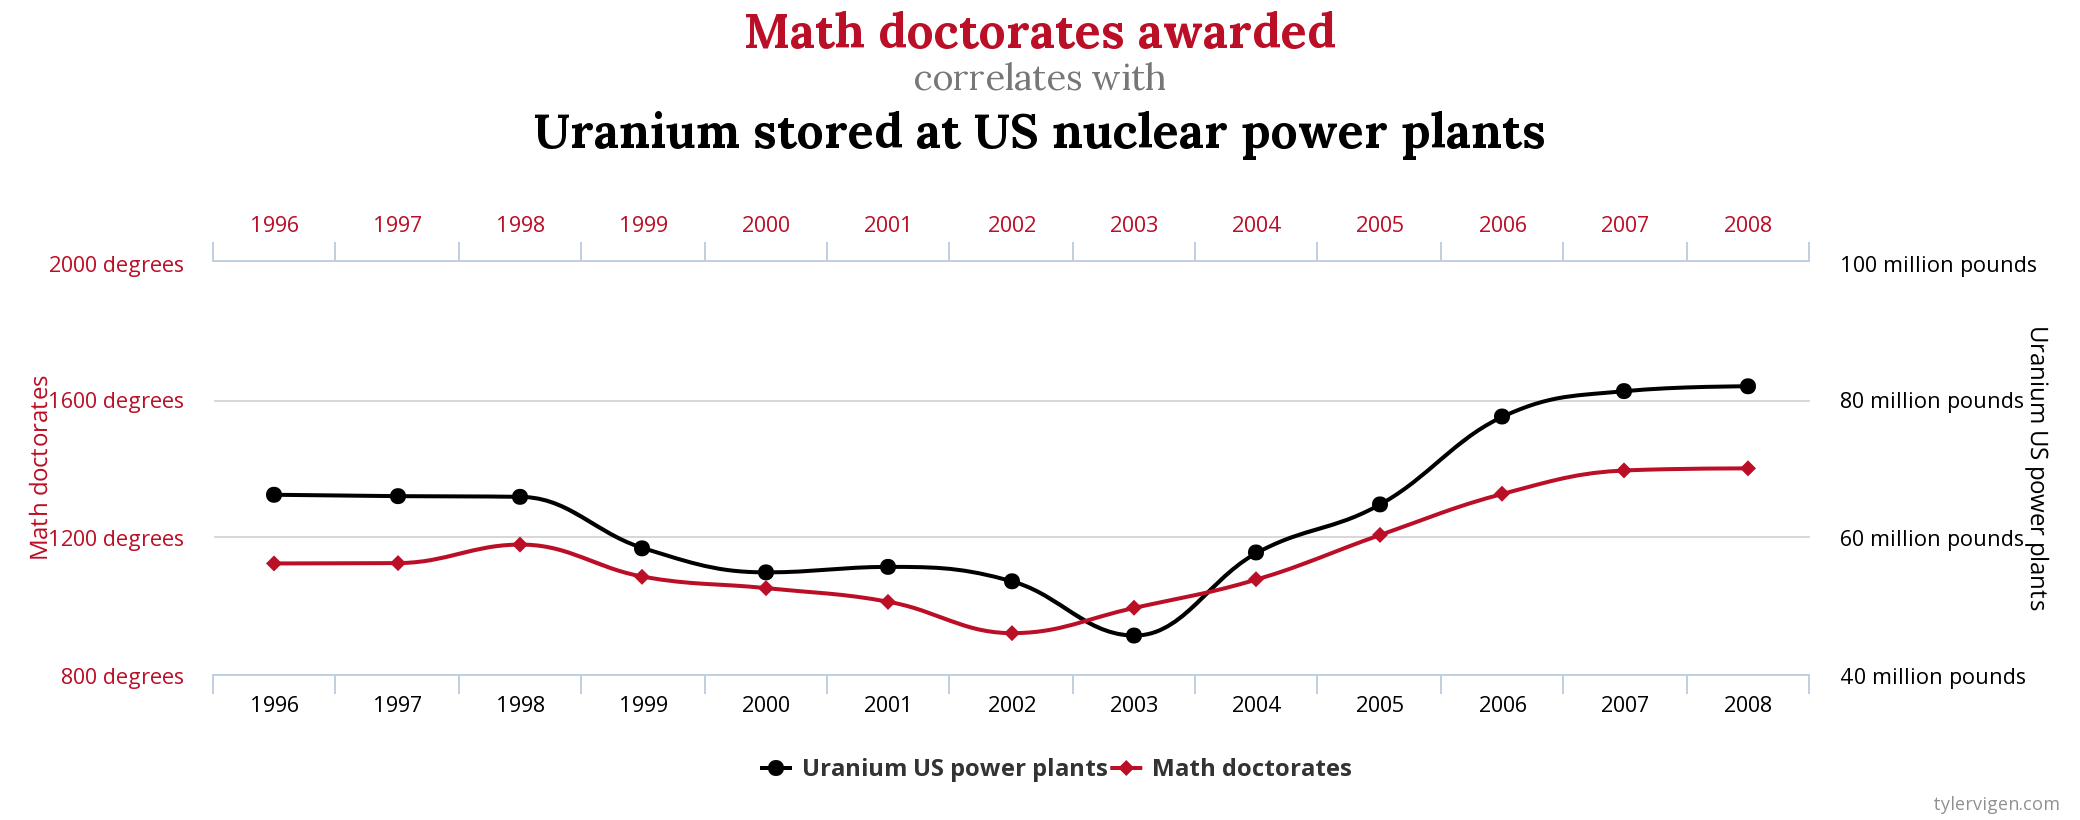 Math doctorates awarded
correlates with
Uranium stored at US nuclear power plants
1996 1997 1998 1999 2000 2001 2002 2003 2004 2005 2006 2007 2008
2000 degrees 100 million pounds
1600 degrees 80 million pounds
1200 degrees 60 million pounds
800 degrees 40 million pounds
Math doctorates
Uranium US power plants
1996 1997 1998 1999 2000 2001 2002 2003 2004 2005 2006 2007 2008
Uranium US power plants Math doctorates
tylervigen.com